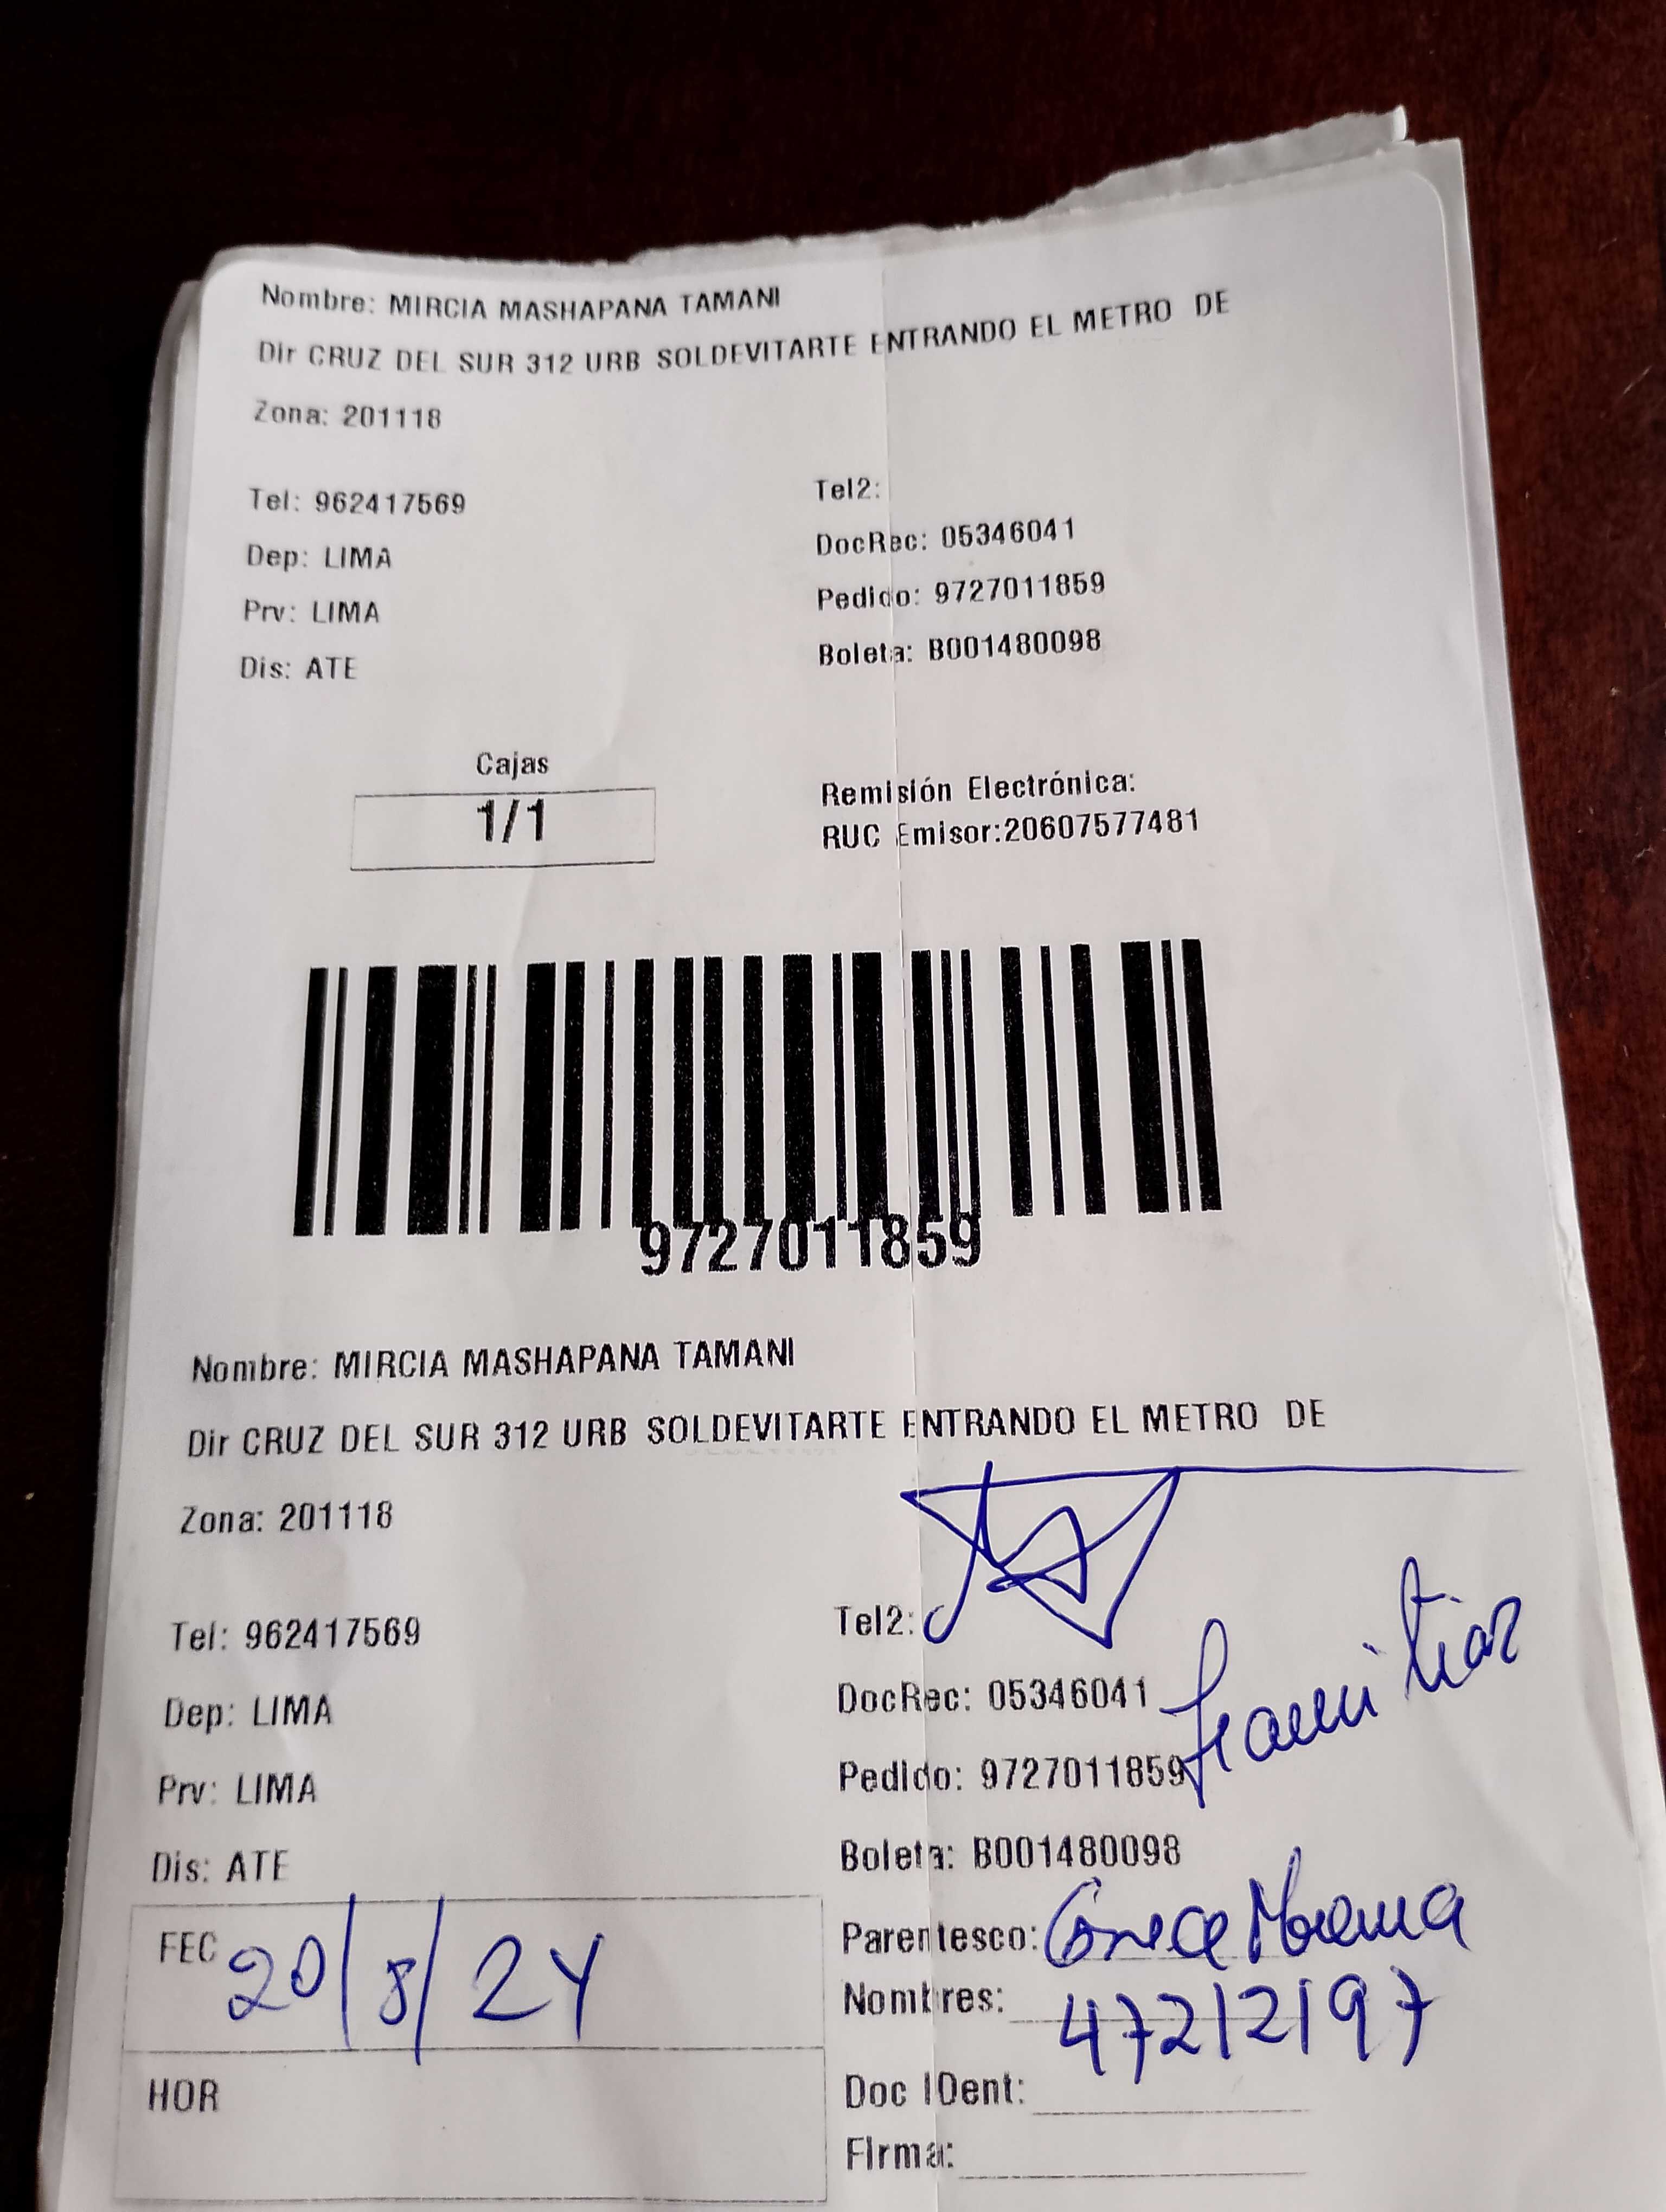 Nombre: MIRCIA MASHAPANA TAMANI
Dir CRUZ DEL SUR 312 URB SOLDEVITARTE ENTRANDO EL METRO DE
Zona: 201118
Tel: 962417569
Tel2:
Dep: LIMA
DocRec: 05346041
Prv: LIMA
Pedido: 9727011859
Dis: ATE
Boleta: B001480098
Cajas
1/1
Remisión Electrónica:
RUC Emisor:20607577481
9727011859
Nombre: MIRCIA MASHAPANA TAMANI
Dir CRUZ DEL SUR 312 URB SOLDEVITARTE ENTRANDO EL METRO DE
Zona: 201118
Tel: 962417569
Tel2:
Dep: LIMA
DocRec: 05346041
Prv: LIMA
Pedido: 9727011859
Dis: ATE
Boleta: B001480098
FEC 20/8/24
Parentesco:
Nombres: 47212197
HOR
Doc IDent:
Firma: